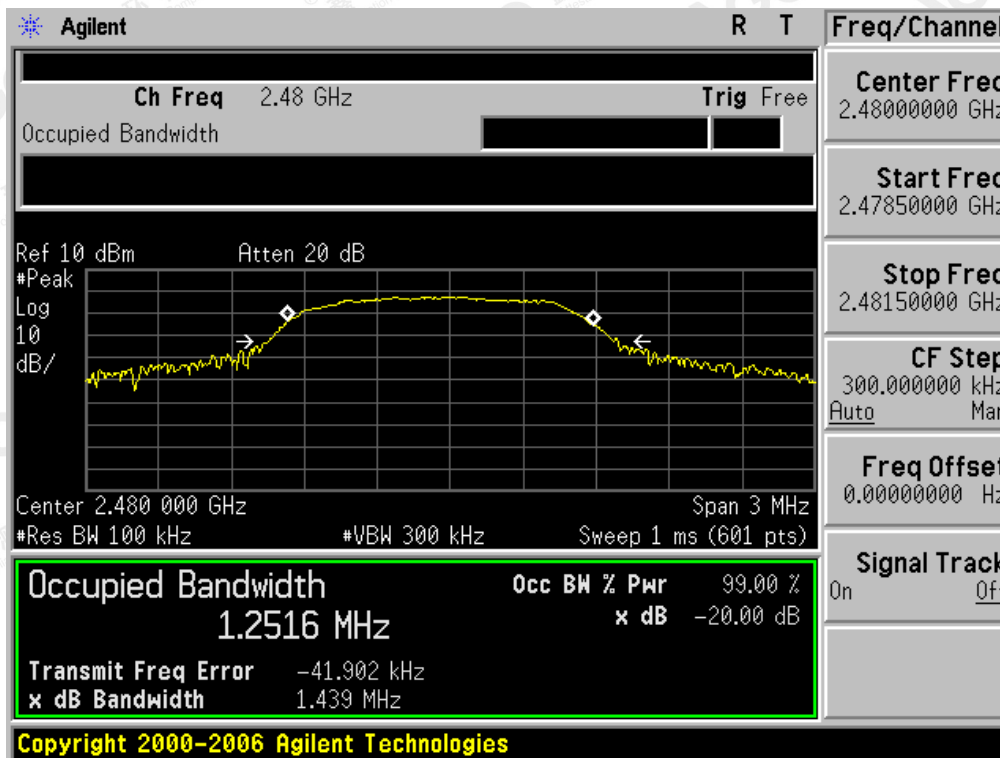 Agilent R T Freq/Channel
Ch Freq 2.48 GHz Trig Free
Occupied Bandwidth
Center Freq
2.48000000 GHz
Start Freq
2.47850000 GHz
Stop Freq
2.48150000 GHz
CF Step
300.000000 kHz
Auto Man
Freq Offset
0.00000000 Hz
Signal Track
On Off
Ref 10 dBm Atten 20 dB
#Peak
Log
10
dB/
Center 2.480 000 GHz Span 3 MHz
#Res BW 100 kHz #VBW 300 kHz Sweep 1 ms (601 pts)
Occupied Bandwidth Occ BW % Pwr 99.00 %
1.2516 MHz x dB -20.00 dB
Transmit Freq Error -41.902 kHz
x dB Bandwidth 1.439 MHz
Copyright 2000-2006 Agilent Technologies